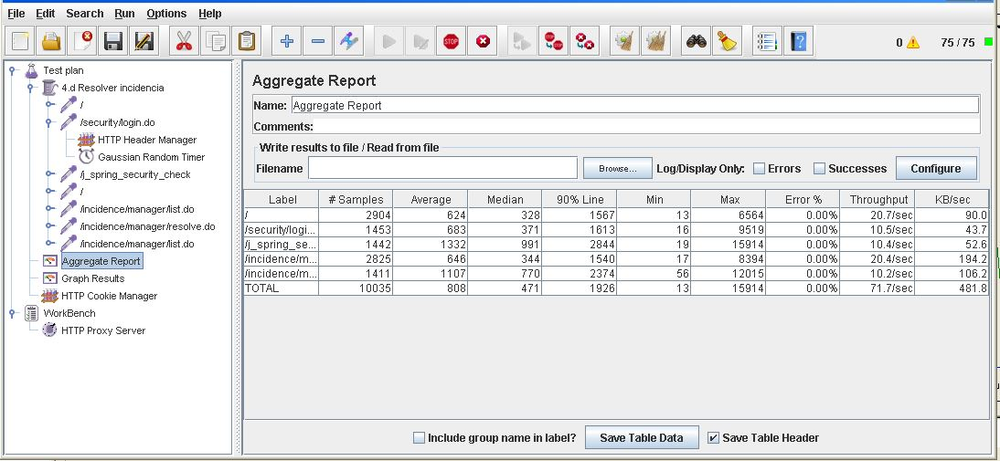 File Edit Search Run Options Help
STOP
STOP
0 75 / 75
Test plan
4.d Resolver incidencia
/
/security/login.do
HTTP Header Manager
Gaussian Random Timer
/j_spring_security_check
/
/incidence/manager/list.do
/incidence/manager/resolve.do
/incidence/manager/list.do
Aggregate Report
Graph Results
HTTP Cookie Manager
WorkBench
HTTP Proxy Server
Aggregate Report
Name: Aggregate Report
Comments:
Write results to file / Read from file
Filename Browse... Log/Display Only: Errors Successes Configure
Label # Samples Average Median 90% Line Min Max Error % Throughput KB/sec
/ 2904 624 328 1567 13 6564 0.00% 20.7/sec 90.0
/security/logi... 1453 683 371 1613 16 9519 0.00% 10.5/sec 43.7
/j_spring_se... 1442 1332 991 2844 19 15914 0.00% 10.4/sec 52.6
/incidence/m... 2825 646 344 1540 17 8394 0.00% 20.4/sec 194.2
/incidence/m... 1411 1107 770 2374 56 12015 0.00% 10.2/sec 106.2
TOTAL 10035 808 471 1926 13 15914 0.00% 71.7/sec 481.8
Include group name in label? Save Table Data Save Table Header